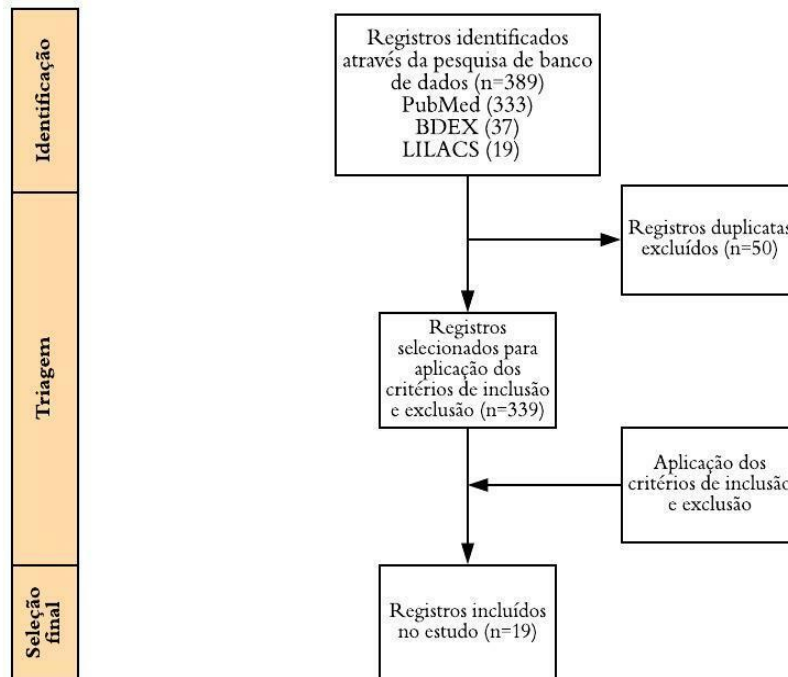 Identificação
Registros identificados
através da pesquisa de banco
de dados (n=389)
PubMed (333)
BDEX (37)
LILACS (19)
Triagem
Registros duplicatas
excluídos (n=50)
Registros
selecionados para
aplicação dos
critérios de inclusão
e exclusão (n=339)
Aplicação dos
critérios de inclusão
e exclusão
Seleção
final
Registros incluídos
no estudo (n=19)